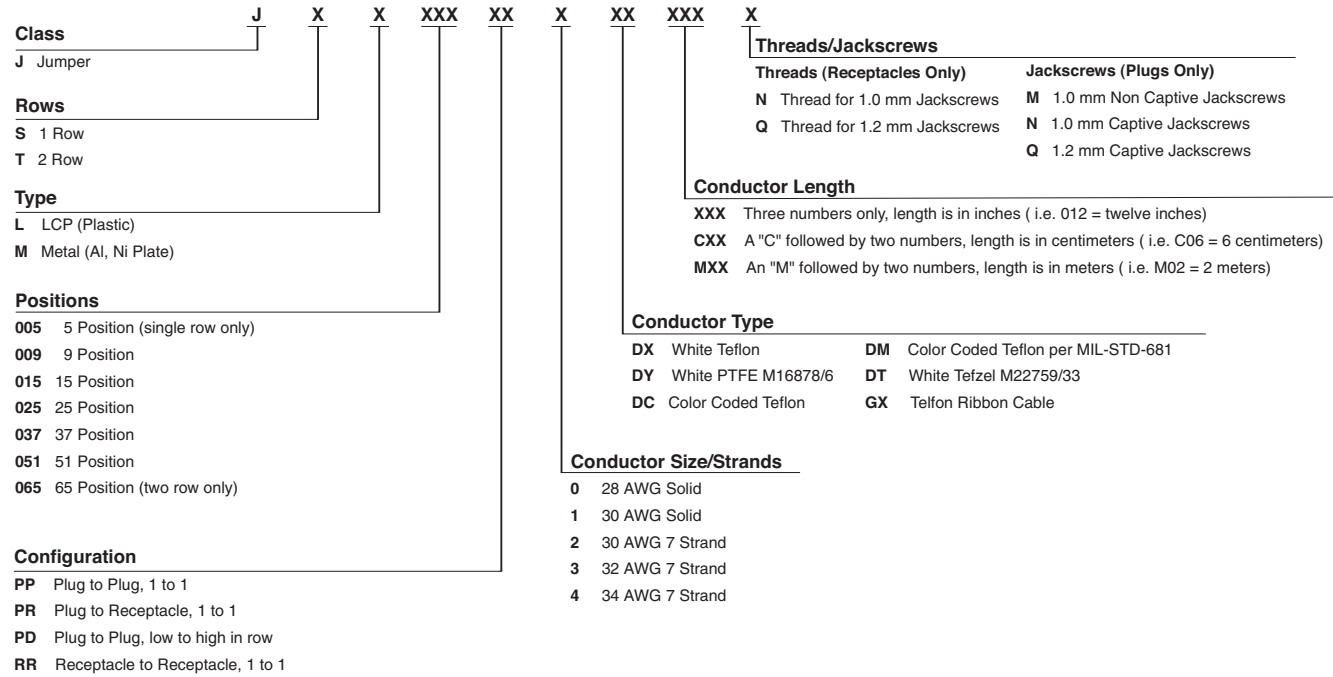 J X X XXX XX X XX XXX X
Class
J Jumper
Rows
S 1 Row
T 2 Row
Type
L LCP (Plastic)
M Metal (Al, Ni Plate)
Positions
005 5 Position (single row only)
009 9 Position
015 15 Position
025 25 Position
037 37 Position
051 51 Position
065 65 Position (two row only)
Configuration
PP Plug to Plug, 1 to 1
PR Plug to Receptacle, 1 to 1
PD Plug to Plug, low to high in row
RR Receptacle to Receptacle, 1 to 1
Threads/Jackscrews
Threads (Receptacles Only)
N Thread for 1.0 mm Jackscrews
Q Thread for 1.2 mm Jackscrews
Jackscrews (Plugs Only)
M 1.0 mm Non Captive Jackscrews
N 1.0 mm Captive Jackscrews
Q 1.2 mm Captive Jackscrews
Conductor Length
XXX Three numbers only, length is in inches ( i.e. 012 = twelve inches)
CXX A "C" followed by two numbers, length is in centimeters ( i.e. C06 = 6 centimeters)
MXX An "M" followed by two numbers, length is in meters ( i.e. M02 = 2 meters)
Conductor Type
DX White Teflon
DY White PTFE M16878/6
DC Color Coded Teflon
DM Color Coded Teflon per MIL-STD-681
DT White Tefzel M22759/33
GX Telfon Ribbon Cable
Conductor Size/Strands
0 28 AWG Solid
1 30 AWG Solid
2 30 AWG 7 Strand
3 32 AWG 7 Strand
4 34 AWG 7 Strand